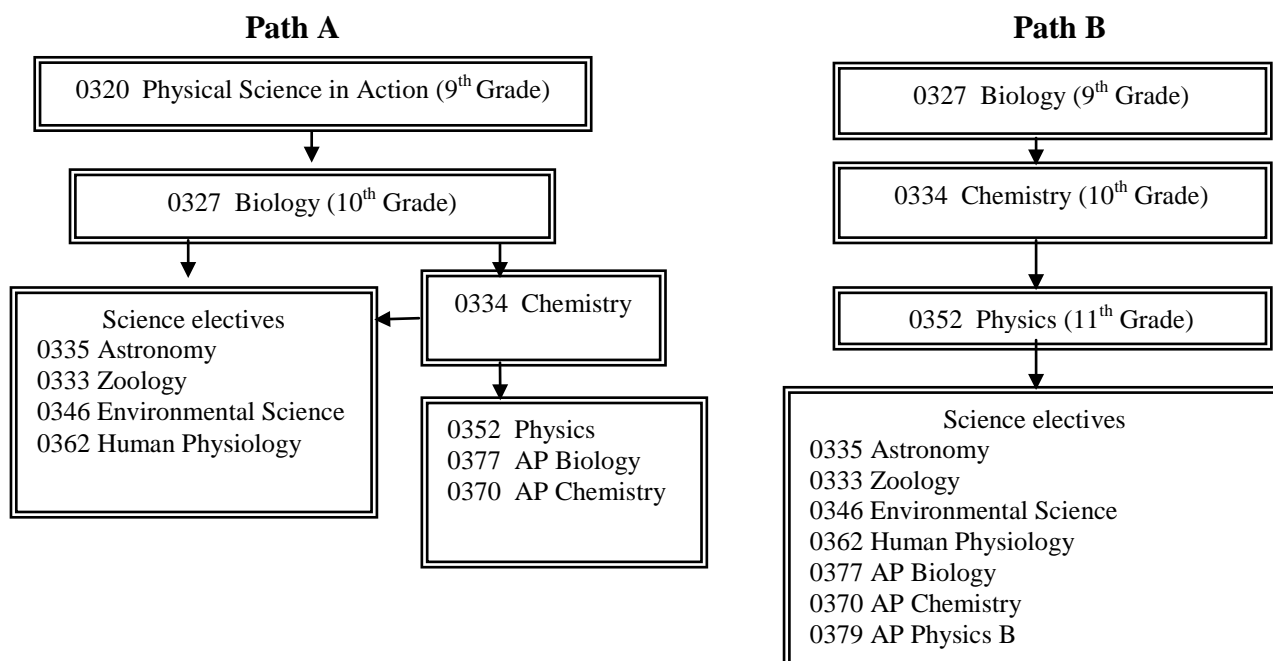 Path A
0320 Physical Science in Action (9th Grade)
0327 Biology (10th Grade)
Science electives
0335 Astronomy
0333 Zoology
0346 Environmental Science
0362 Human Physiology
0334 Chemistry
0352 Physics
0377 AP Biology
0370 AP Chemistry
Path B
0327 Biology (9th Grade)
0334 Chemistry (10th Grade)
0352 Physics (11th Grade)
Science electives
0335 Astronomy
0333 Zoology
0346 Environmental Science
0362 Human Physiology
0377 AP Biology
0370 AP Chemistry
0379 AP Physics B